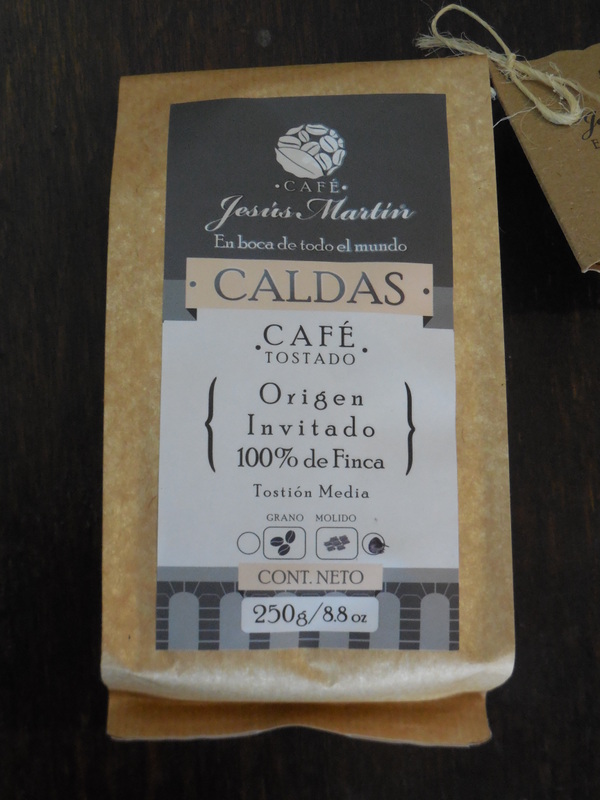 ·CAFÉ·
Jesús Martín
En boca de todo el mundo
·CALDAS·
.CAFÉ.
TOSTADO
{Origen
Invitado
100% de Finca}
Tostión Media
GRANO MOLIDO
CONT. NETO
250g/8.8 oz